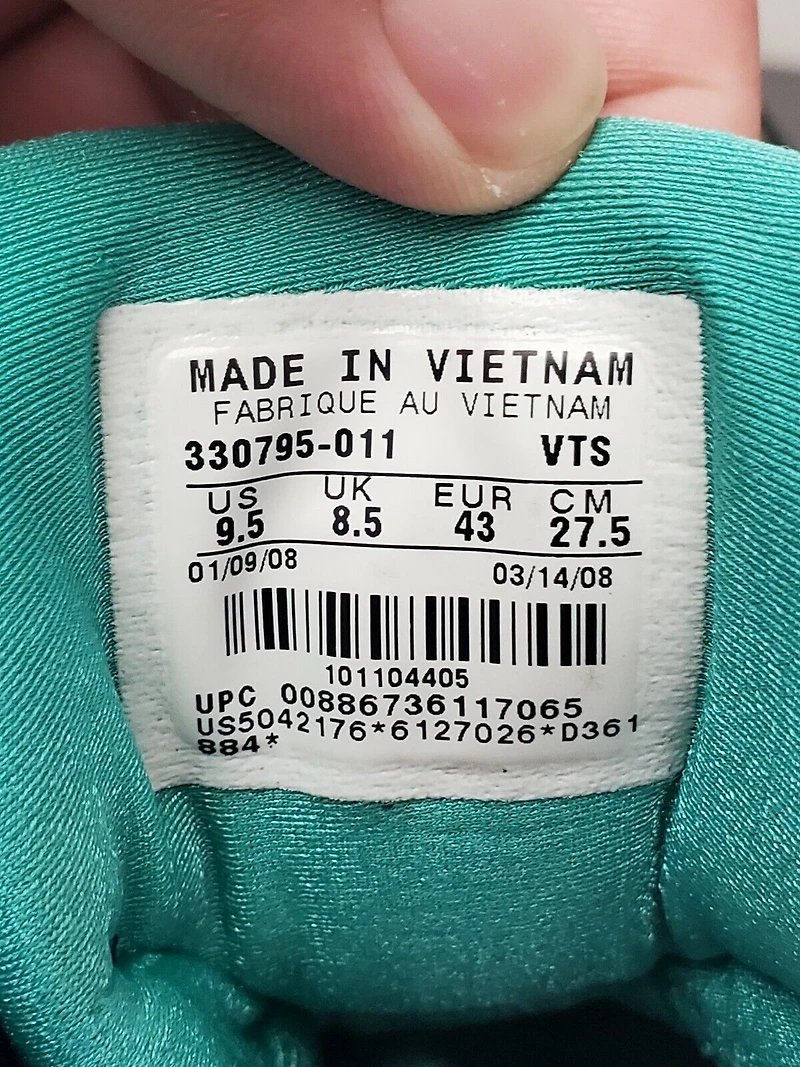 MADE IN VIETNAM
FABRIQUE AU VIETNAM
330795-011 VTS
US UK EUR CM
9.5 8.5 43 27.5
01/09/08 03/14/08
101104405
UPC 00886736117065
US5042176*6127026*D361
884*